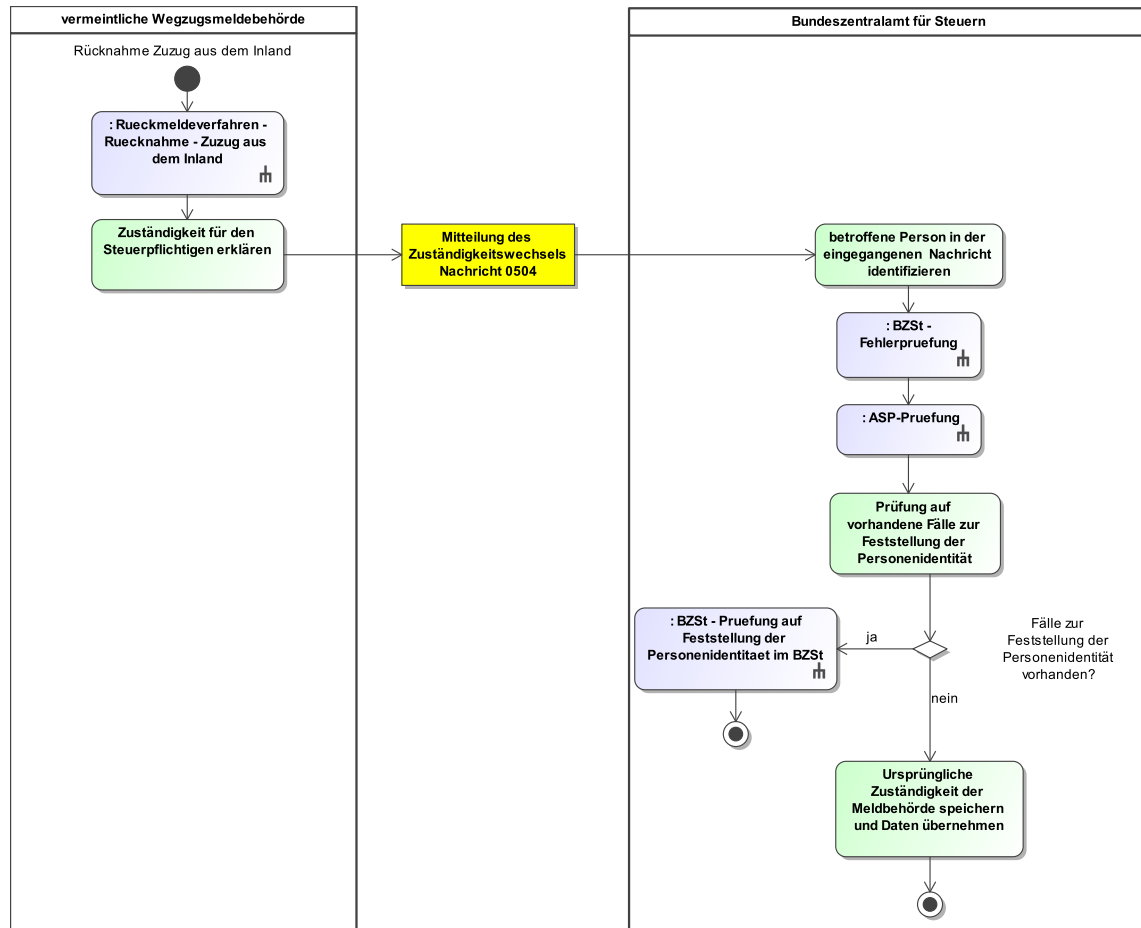 vermeintliche Wegzugsmeldebehörde
Bundeszentralamt für Steuern
Rücknahme Zuzug aus dem Inland
: Rueckmeldeverfahren -
Ruecknahme - Zuzug aus
dem Inland
Zuständigkeit für den
Steuerpflichtigen erklären
Mitteilung des
Zuständigkeitswechsels
Nachricht 0504
betroffene Person in der
eingegangenen Nachricht
identifizieren
: BZSt -
Fehlerpruefung
: ASP-Pruefung
Prüfung auf
vorhandene Fälle zur
Feststellung der
Personenidentität
: BZSt - Pruefung auf
Feststellung der
Personenidentitaet im BZSt
ja
Fälle zur
Feststellung der
Personenidentität
vorhanden?
nein
Ursprüngliche
Zuständigkeit der
Meldbehörde speichern
und Daten übernehmen